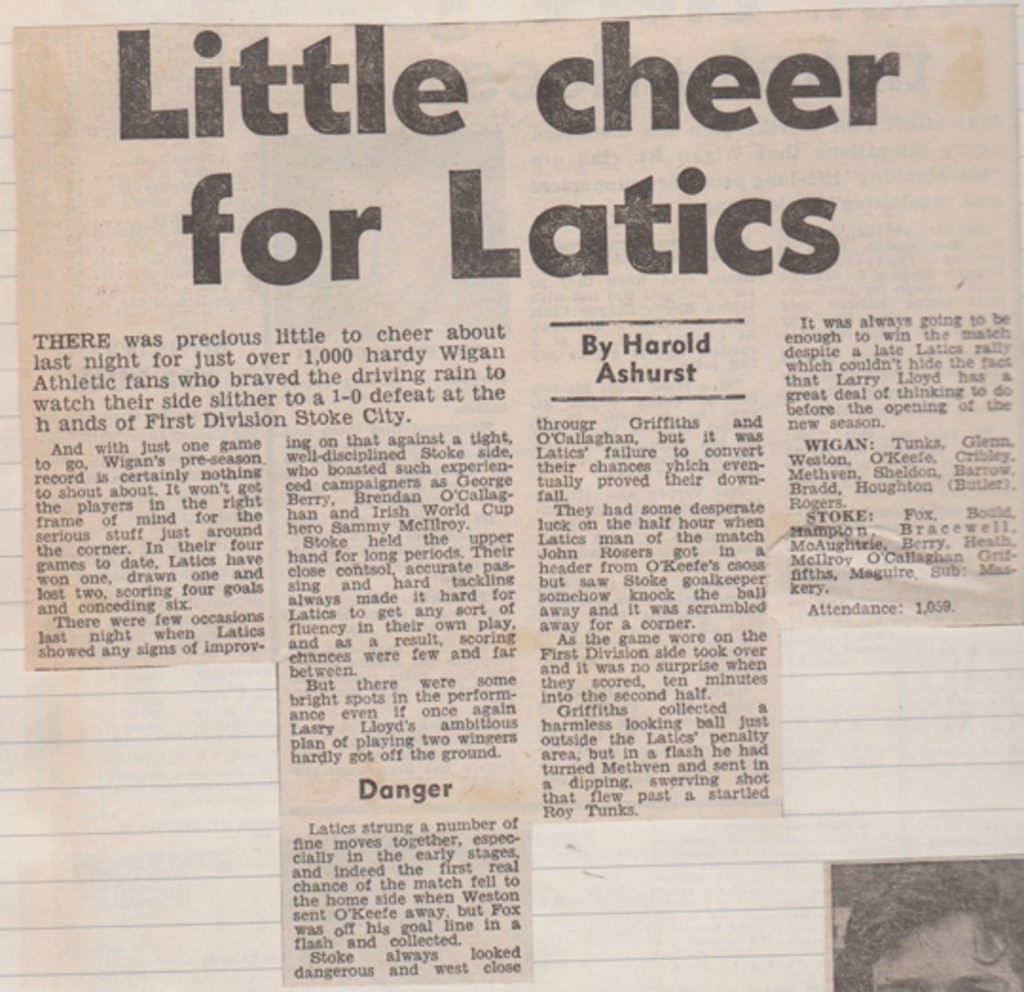 Little cheer
for Latics
THERE was precious little to cheer about
last night for just over 1,000 hardy Wigan
Athletic fans who braved the driving rain to
watch their side slither to a 1-0 defeat at the
h ands of First Division Stoke City.
And with just one game
to go, Wigan's pre-season
record is certainly nothing
to shout about. It won't get
the players in the right
frame of mind for the
serious stuff just around
the corner. In their four
games to date, Latics have
won one, drawn one and
lost two, scoring four goals
and conceding six.
There were few occasions
last night when Latics
showed any signs of improv-
ing on that against a tight,
well-disciplined Stoke side,
who boasted such experien-
ced campaigners as George
Berry, Brendan O'Callag-
han and Irish World Cup
hero Sammy McIlroy.
Stoke held the upper
hand for long periods. Their
close contsol, accurate pas-
sing and hard tackling
always made it hard for
Latics to get any sort of
fluency in their own play,
and as a result, scoring
chances were few and far
between.
But there were some
bright spots in the perform-
ance even if once again
Lasry Lloyd's ambitious
plan of playing two wingers
hardly got off the ground.
Danger
Latics strung a number of
fine moves together, espec-
cially in the early stages,
and indeed the first real
chance of the match fell to
the home side when Weston
sent O'Keefe away, but Fox
was off his goal line in a
flash and collected.
Stoke always looked
dangerous and west close
By Harold
Ashurst
througr Griffiths and
O'Callaghan, but it was
Latics' failure to convert
their chances yhich even-
tually proved their down-
fall.
They had some desperate
luck on the half hour when
Latics man of the match
John Rogers got in a
header from O'Keefe's csoss
but saw Stoke goalkeeper
somehow knock the ball
away and it was scrambled
away for a corner.
As the game wore on the
First Division side took over
and it was no surprise when
they scored, ten minutes
into the second half.
Griffiths collected a
harmless looking ball just
outside the Latics' penalty
area, but in a flash he had
turned Methven and sent in
a dipping, swerving shot
that flew past a startled
Roy Tunks.
It was always going to be
enough to win the match
despite a late Latics rally
which couldn't hide the fact
that Larry Lloyd has a
great deal of thinking to do
before the opening of the
new season.
WIGAN: Tunks, Glenn,
Weston, O'Keefe, Cribley,
Methven, Sheldon, Barrow,
Bradd, Houghton (Butler),
Rogers.
STOKE: Fox, Bould,
Hampton, Bracewell,
McAughtrie, Berry, Heath,
McIlroy O'Callaghan Grif-
fifths, Maguire, Sub: Mas-
kery.
Attendance: 1,059.